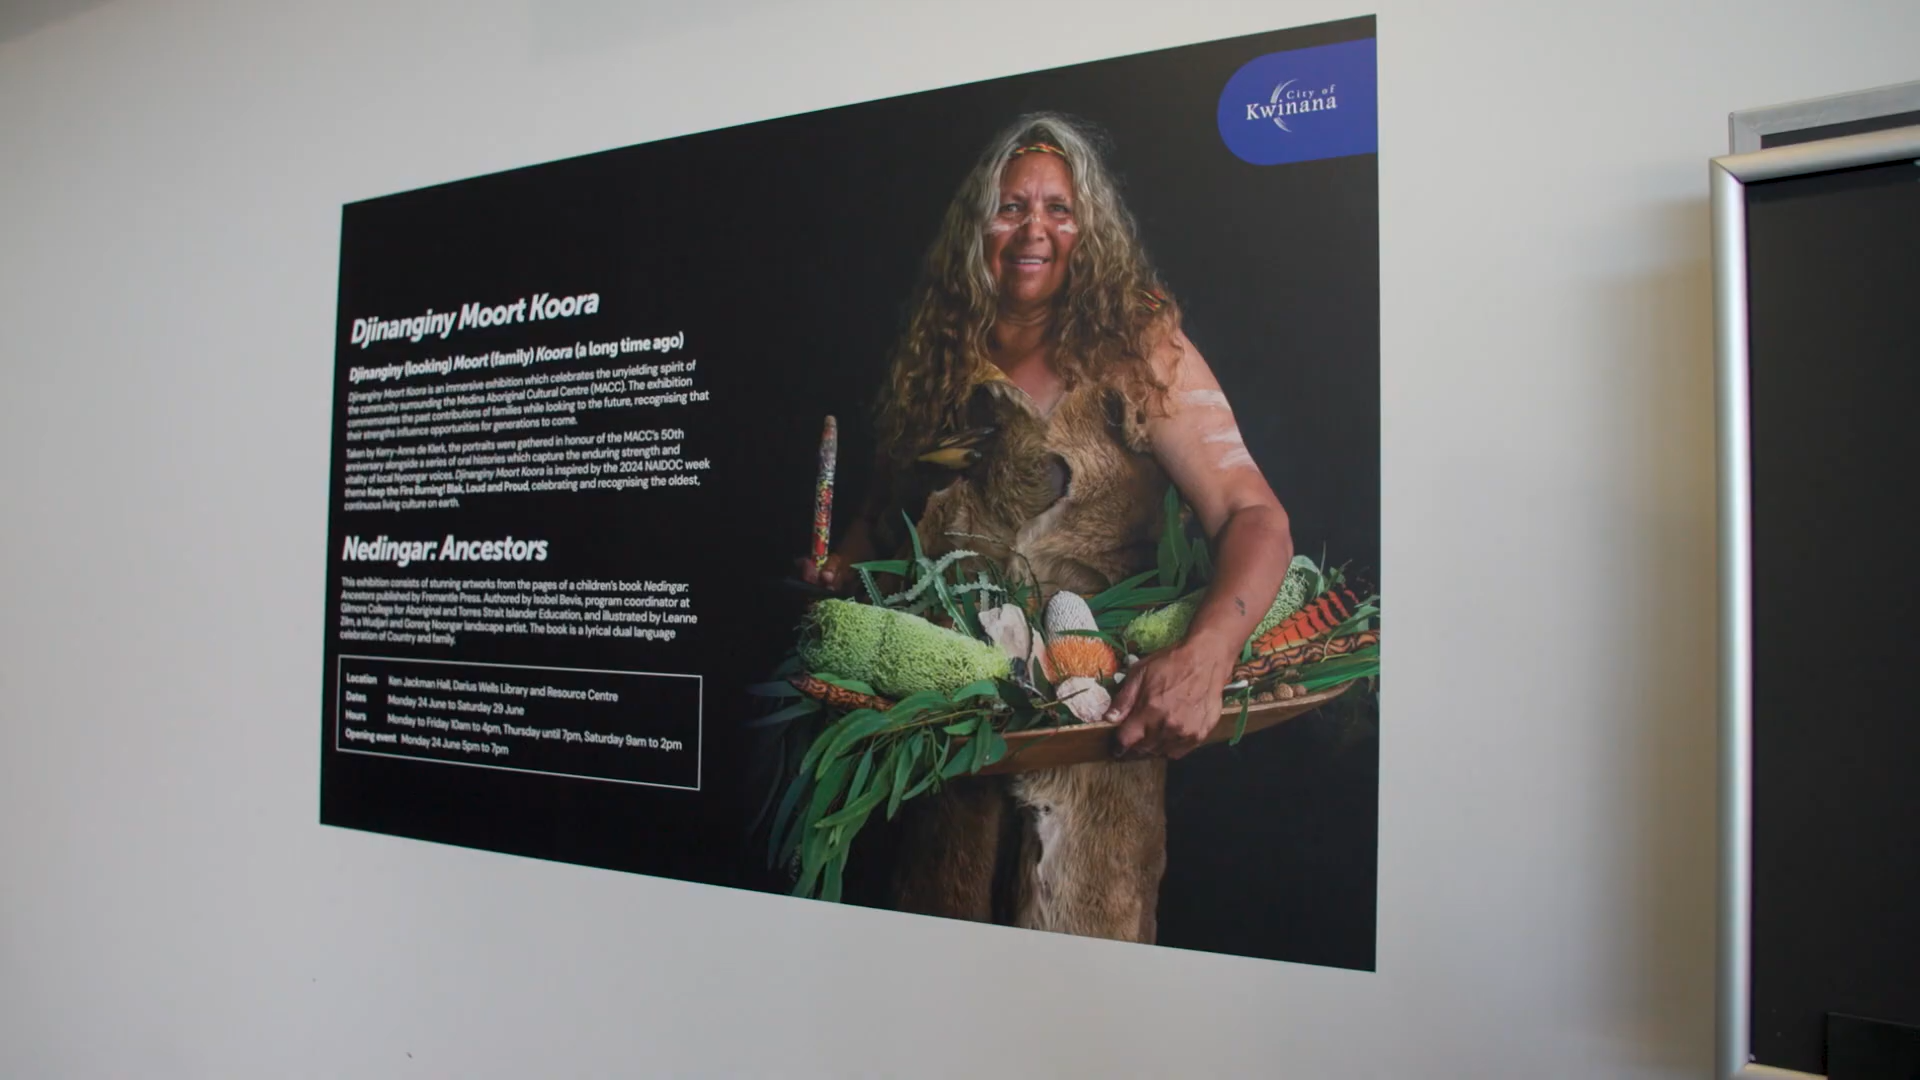 City of
Kwinana
Djinanginy Moort Koora
Djinanginy (looking) Moort (family) Koora (a long time ago)
Djinanginy Moort Koora is an immersive exhibition which celebrates the unyielding spirit of
the community surrounding the Medina Aboriginal Cultural Centre (MACC). The exhibition
commemorates the past contributions of families while looking to the future, recognising that
their strengths influence opportunities for generations to come.
Taken by Kerry-Anne de Klerk, the portraits were gathered in honour of the MACC's 50th
anniversary alongside a series of oral histories which capture the enduring strength and
vitality of local Nyoongar voices. Djinanginy Moort Koora is inspired by the 2024 NAIDOC week
theme Keep the Fire Burning! Blak, Loud and Proud, celebrating and recognising the oldest,
continuous living culture on earth.
Nedingar: Ancestors
This exhibition consists of stunning artworks from the pages of a children's book Nedingar:
Ancestors published by Fremantle Press. Authored by Isobel Bevis, program coordinator at
Gilmore College for Aboriginal and Torres Strait Islander Education, and illustrated by Leanne
Zilm, a Wudjari and Goreng Noongar landscape artist. The book is a lyrical dual language
celebration of Country and family.
Location Ken Jackman Hall, Darius Wells Library and Resource Centre
Dates Monday 24 June to Saturday 29 June
Hours Monday to Friday 10am to 4pm, Thursday until 7pm, Saturday 9am to 2pm
Opening event Monday 24 June 5pm to 7pm